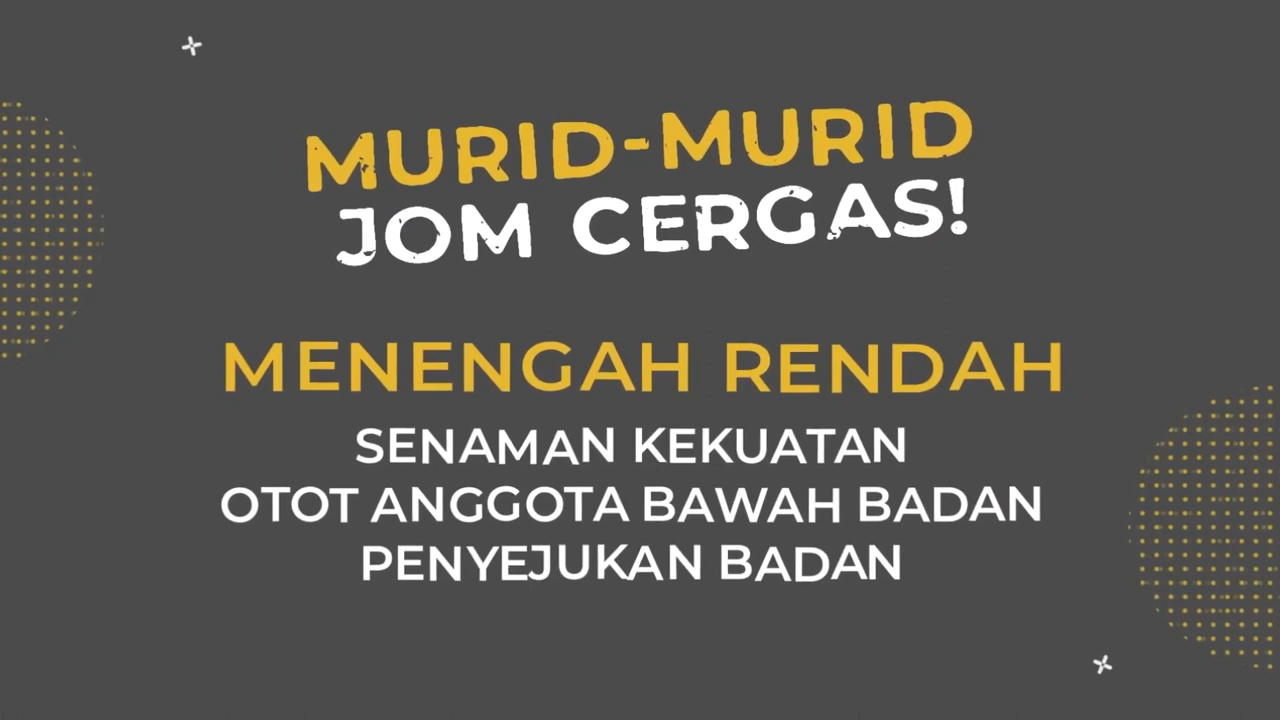 MURID-MURID
JOM CERGAS!
MENENGAH RENDAH
SENAMAN KEKUATAN
OTOT ANGGOTA BAWAH BADAN
PENYEJUKAN BADAN